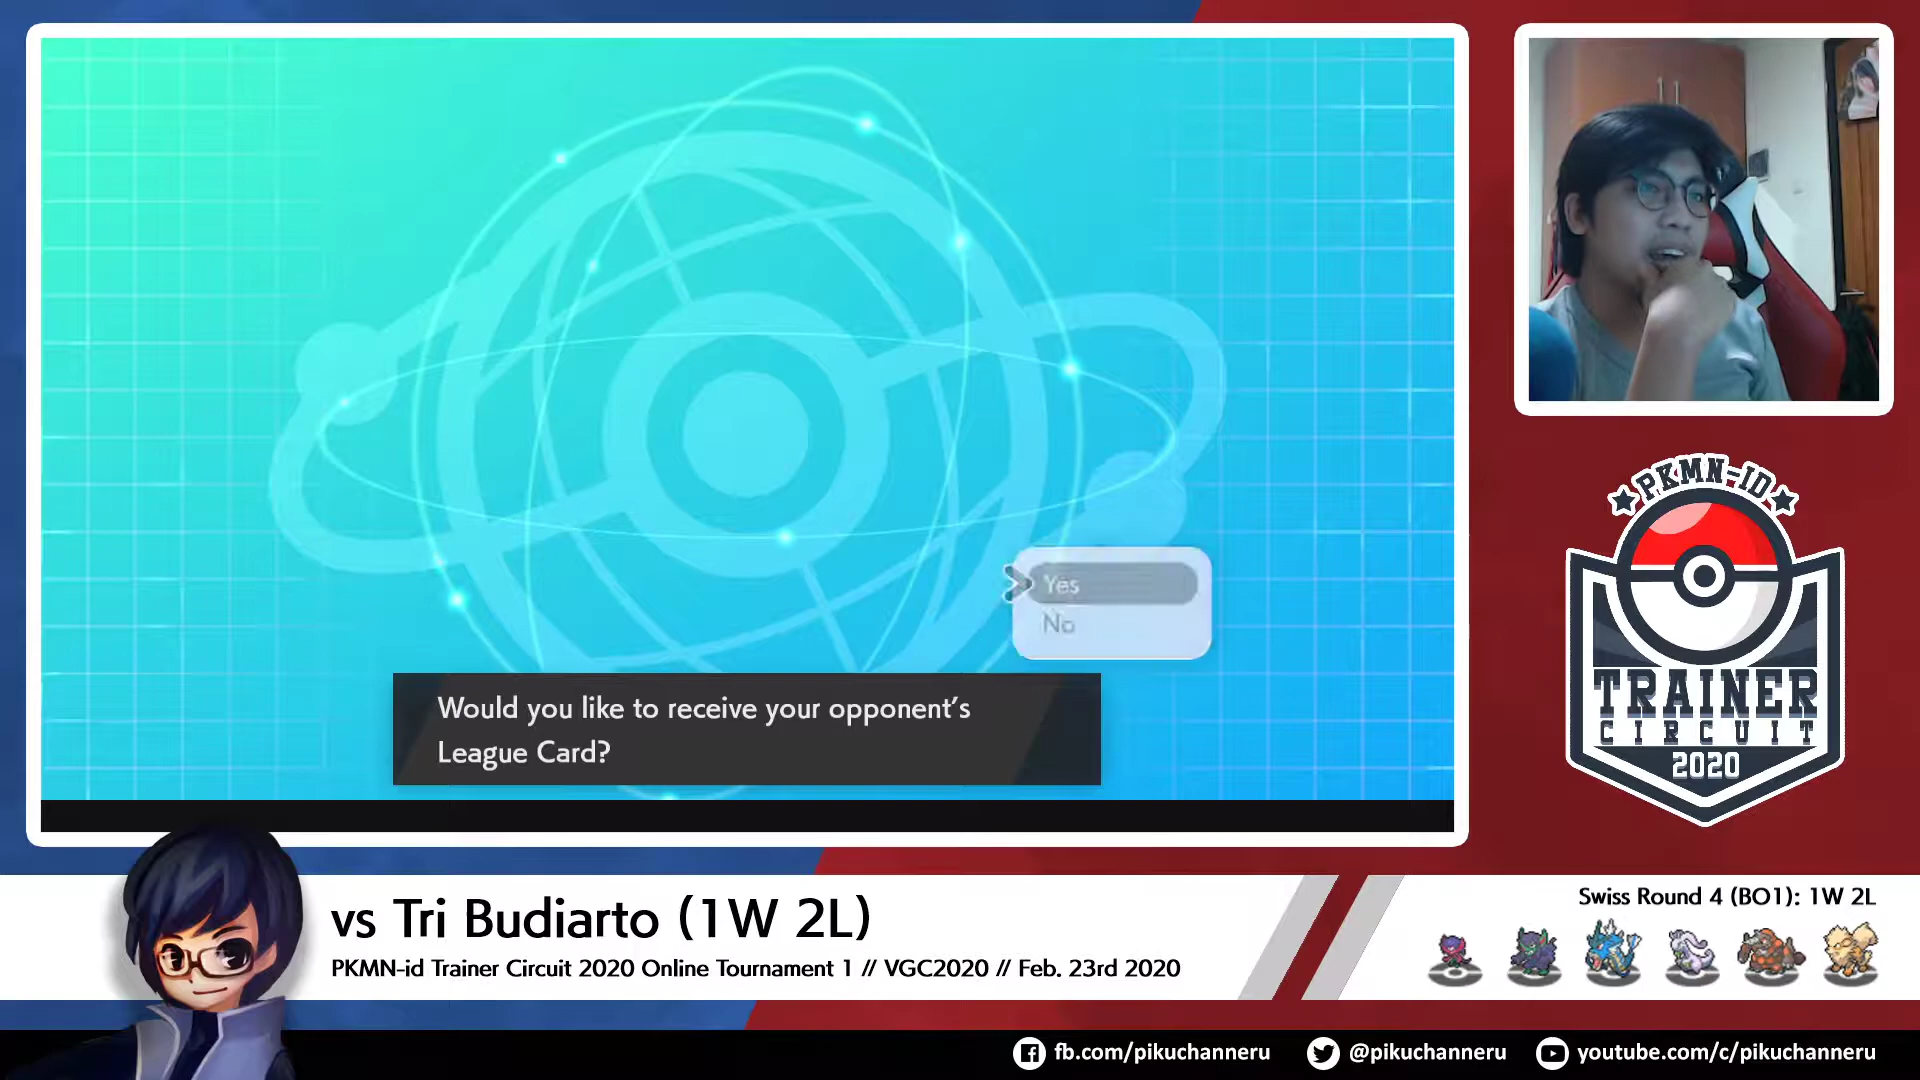 Yes
No
Would you like to receive your opponent's
League Card?
PKMN-ID
TRAINER
CIRCUIT
2020
vs Tri Budiarto (1W 2L)
PKMN-id Trainer Circuit 2020 Online Tournament 1 // VGC2020 // Feb. 23rd 2020
Swiss Round 4 (BO1): 1W 2L
fb.com/pikuchanneru
@pikuchanneru
youtube.com/c/pikuchanneru